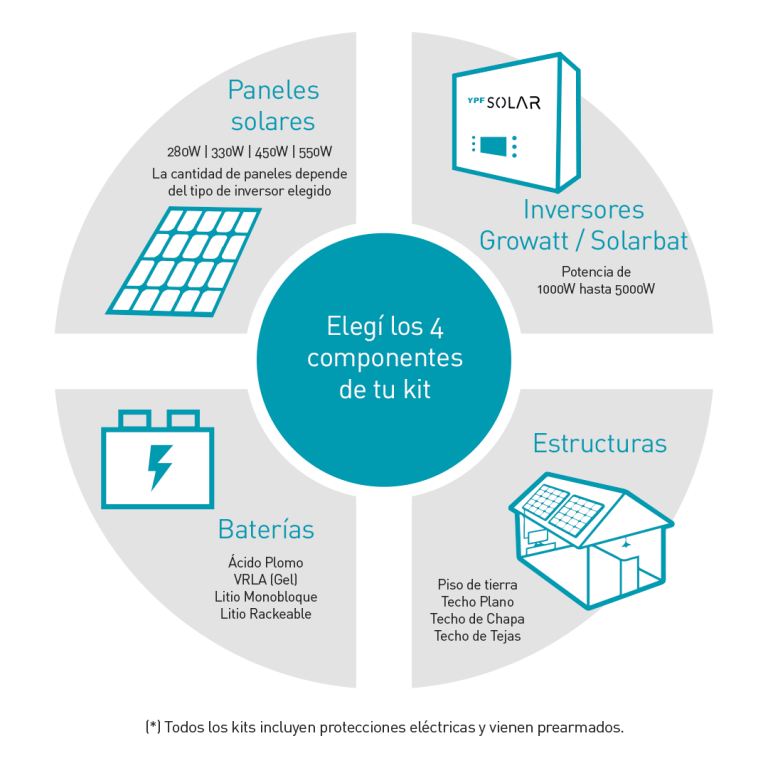 Paneles
solares
280W | 330W | 450W | 550W
La cantidad de paneles depende
del tipo de inversor elegido
YPF SOLAR
Inversores
Growatt / Solarbat
Potencia de
1000W hasta 5000W
Elegí los 4
componentes
de tu kit
Baterías
Ácido Plomo
VRLA (Gel)
Litio Monobloque
Litio Rackeable
Estructuras
Piso de tierra
Techo Plano
Techo de Chapa
Techo de Tejas
(*) Todos los kits incluyen protecciones eléctricas y vienen prearmados.